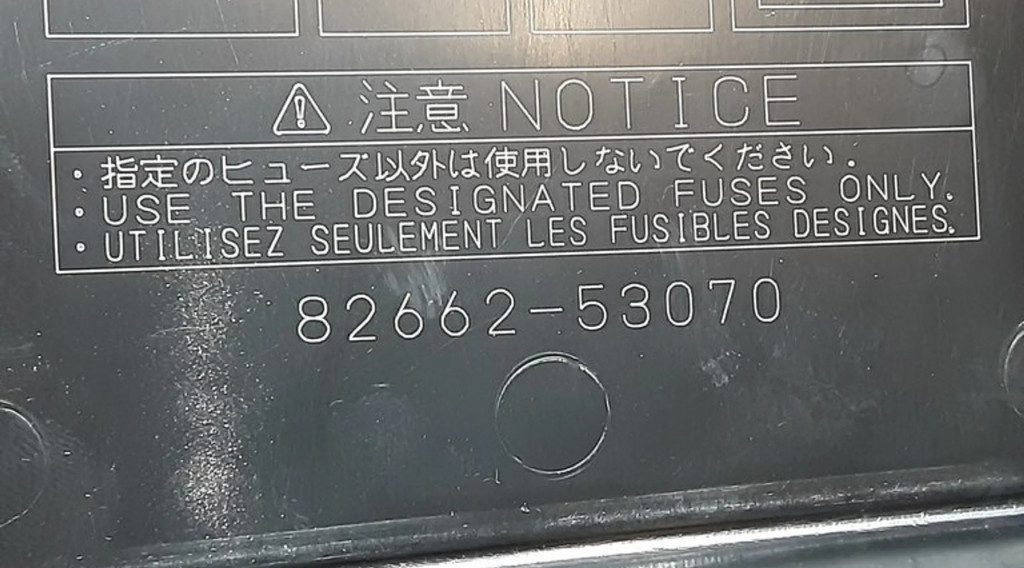 注意 NOTICE
・指定のヒューズ以外は使用しないでください.
・USE THE DESIGNATED FUSES ONLY.
・UTILISEZ SEULEMENT LES FUSIBLES DESIGNES.
82662-53070